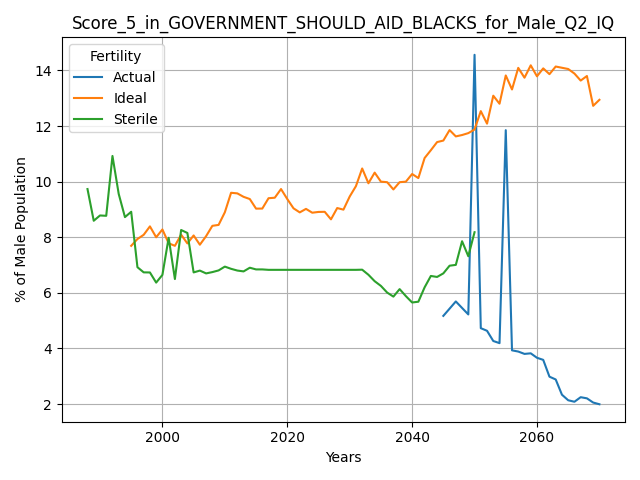 Score_5_in_GOVERNMENT_SHOULD_AID_BLACKS_for_Male_Q2_IQ
Fertility
Actual
Ideal
Sterile
% of Male Population
14
12
10
8
6
4
2
2000
2020
2040
2060
Years